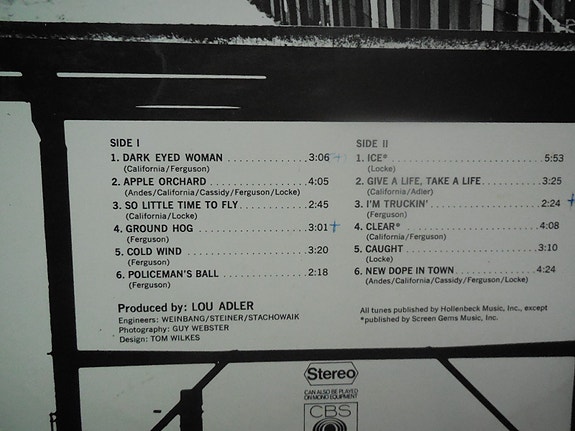 SIDE I
1. DARK EYED WOMAN . . . . . . . . . . . . 3:06 +
(California/Ferguson)
2. APPLE ORCHARD . . . . . . . . . . . . . . 4:05
(Andes/California/Cassidy/Ferguson/Locke)
3. SO LITTLE TIME TO FLY . . . . . . . . . . 2:45
(California/Locke)
4. GROUND HOG . . . . . . . . . . . . . . . . 3:01 +
(Ferguson)
5. COLD WIND . . . . . . . . . . . . . . . . . 3:20
(Ferguson)
6. POLICEMAN'S BALL . . . . . . . . . . . . 2:18
(Ferguson)
Produced by: LOU ADLER
Engineers: WEINBANG/STEINER/STACHOWAIK
Photography: GUY WEBSTER
Design: TOM WILKES
SIDE II
1. ICE* . . . . . . . . . . . . . . . . . . . . . . 5:53
(Locke)
2. GIVE A LIFE, TAKE A LIFE . . . . . . . . 3:25
(California/Adler)
3. I'M TRUCKIN' . . . . . . . . . . . . . . . . 2:24 +
(Ferguson)
4. CLEAR* . . . . . . . . . . . . . . . . . . . 4:08
(California/Ferguson)
5. CAUGHT . . . . . . . . . . . . . . . . . . . 3:10
(Locke)
6. NEW DOPE IN TOWN . . . . . . . . . . . . 4:24
(Andes/California/Cassidy/Ferguson/Locke)
All tunes published by Hollenbeck Music, Inc., except
*published by Screen Gems Music, Inc.
Stereo
CAN ALSO BE PLAYED
ON MONO EQUIPMENT
CBS